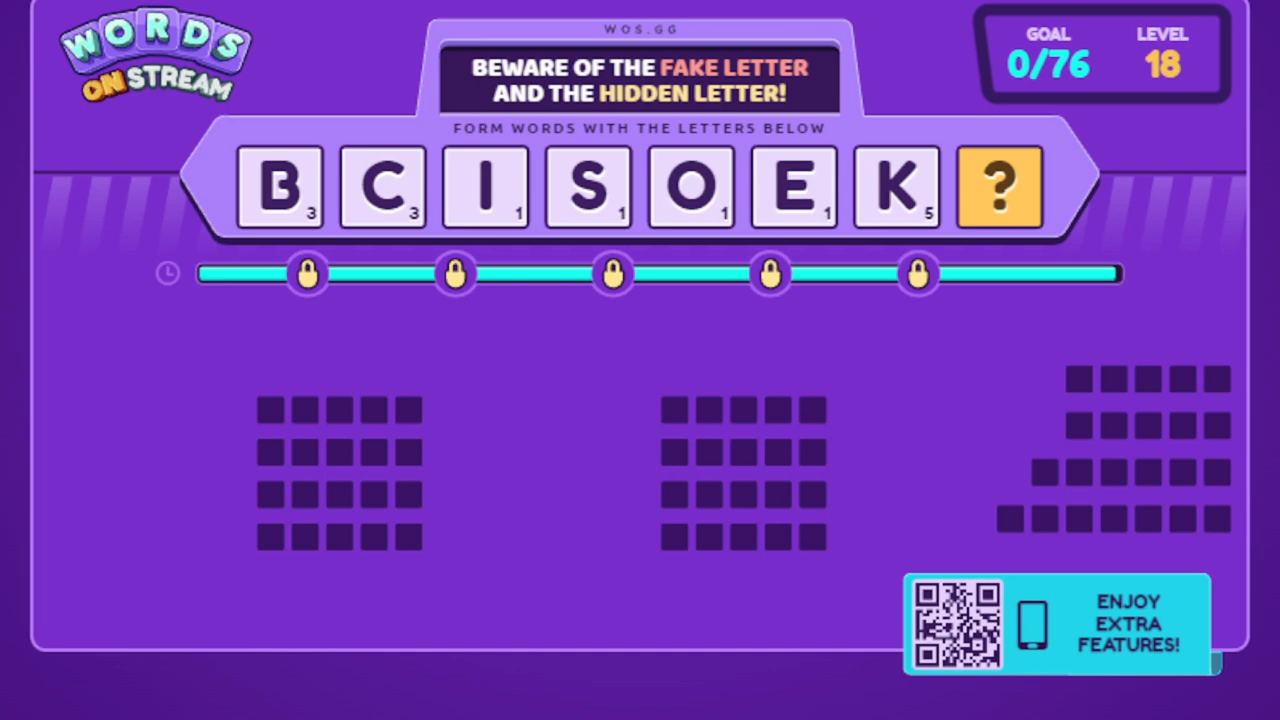 WORDS
ON STREAM
WOS.GG
BEWARE OF THE FAKE LETTER
AND THE HIDDEN LETTER!
GOAL
0/76
LEVEL
18
FORM WORDS WITH THE LETTERS BELOW
B3 C3 I1 S1 O1 E1 K5 ?
ENJOY
EXTRA
FEATURES!